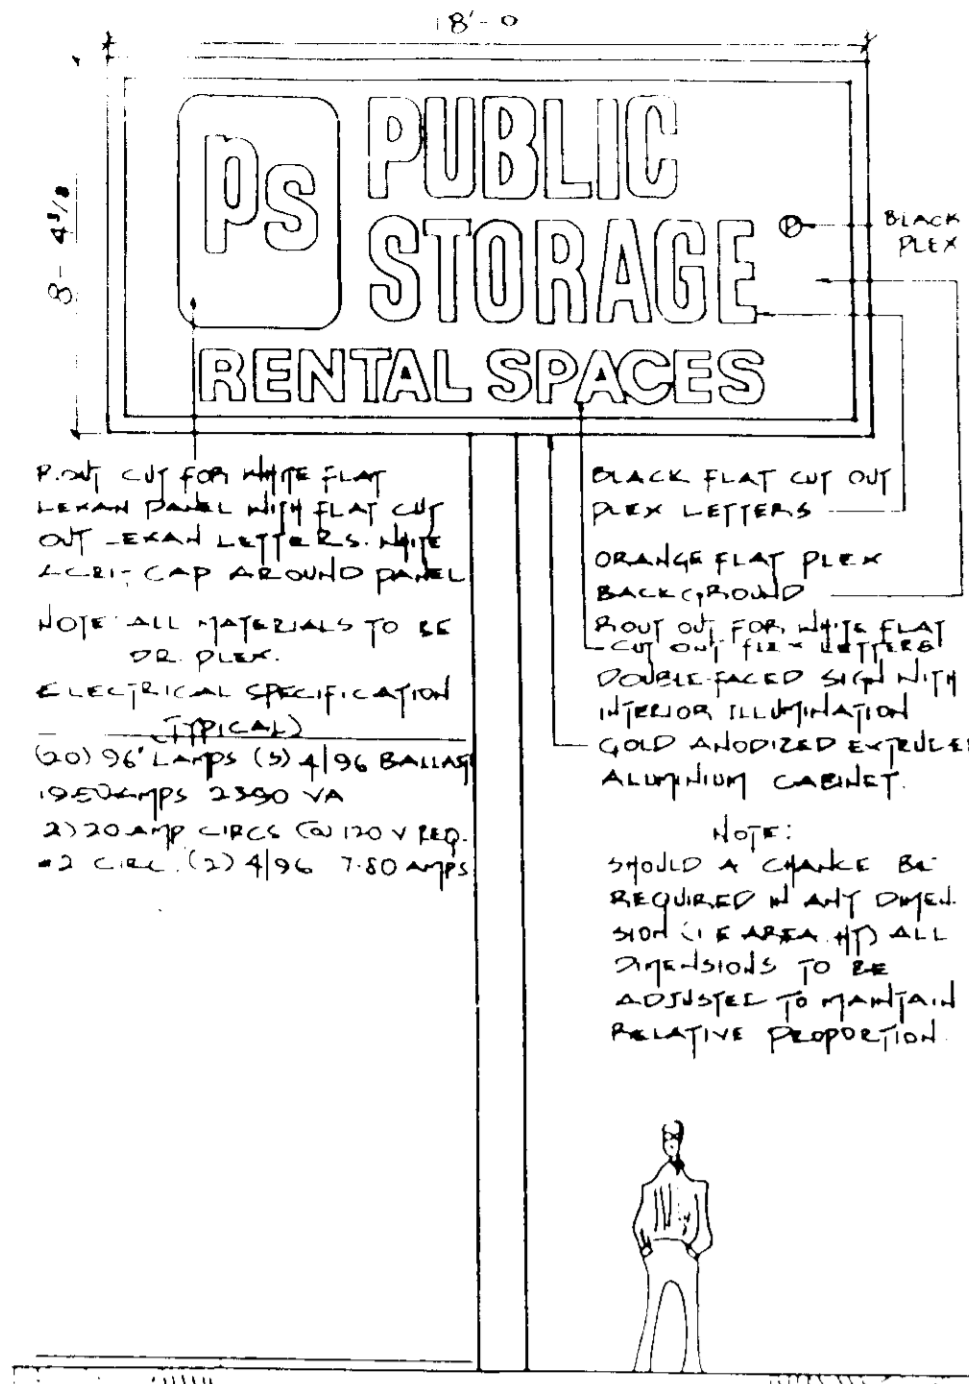 18'-0
8-4 3/8
ps
PUBLIC
STORAGE ®
RENTAL SPACES
BLACK
PLEX
CUT FOR WHITE FLAT
LEXAN PANEL WITH FLAT CUT
OUT LEXAN LETTERS. WHITE
ACRI-CAP AROUND PANEL
NOTE: ALL MATERIALS TO BE
DR. PLEX.
ELECTRICAL SPECIFICATION
(TYPICAL)
(20) 96" LAMPS (5) 4/96 BALLAST
AMPS 2390 VA
2) 20 AMP CIRCS @ 120 V REQ.
#2 CIRC. (2) 4/96 7.80 AMPS
BLACK FLAT CUT OUT
PLEX LETTERS
ORANGE FLAT PLEX
BACKGROUND
ROUT OUT FOR WHITE FLAT
CUT OUT PLEX LETTERS
DOUBLE-FACED SIGN WITH
INTERIOR ILLUMINATION
GOLD ANODIZED EXTRUDED
ALUMINIUM CABINET.
NOTE:
SHOULD A CHANGE BE
REQUIRED IN ANY DIMEN-
SION (I.E. AREA, HT) ALL
DIMENSIONS TO BE
ADJUSTED TO MAINTAIN
RELATIVE PROPORTION.